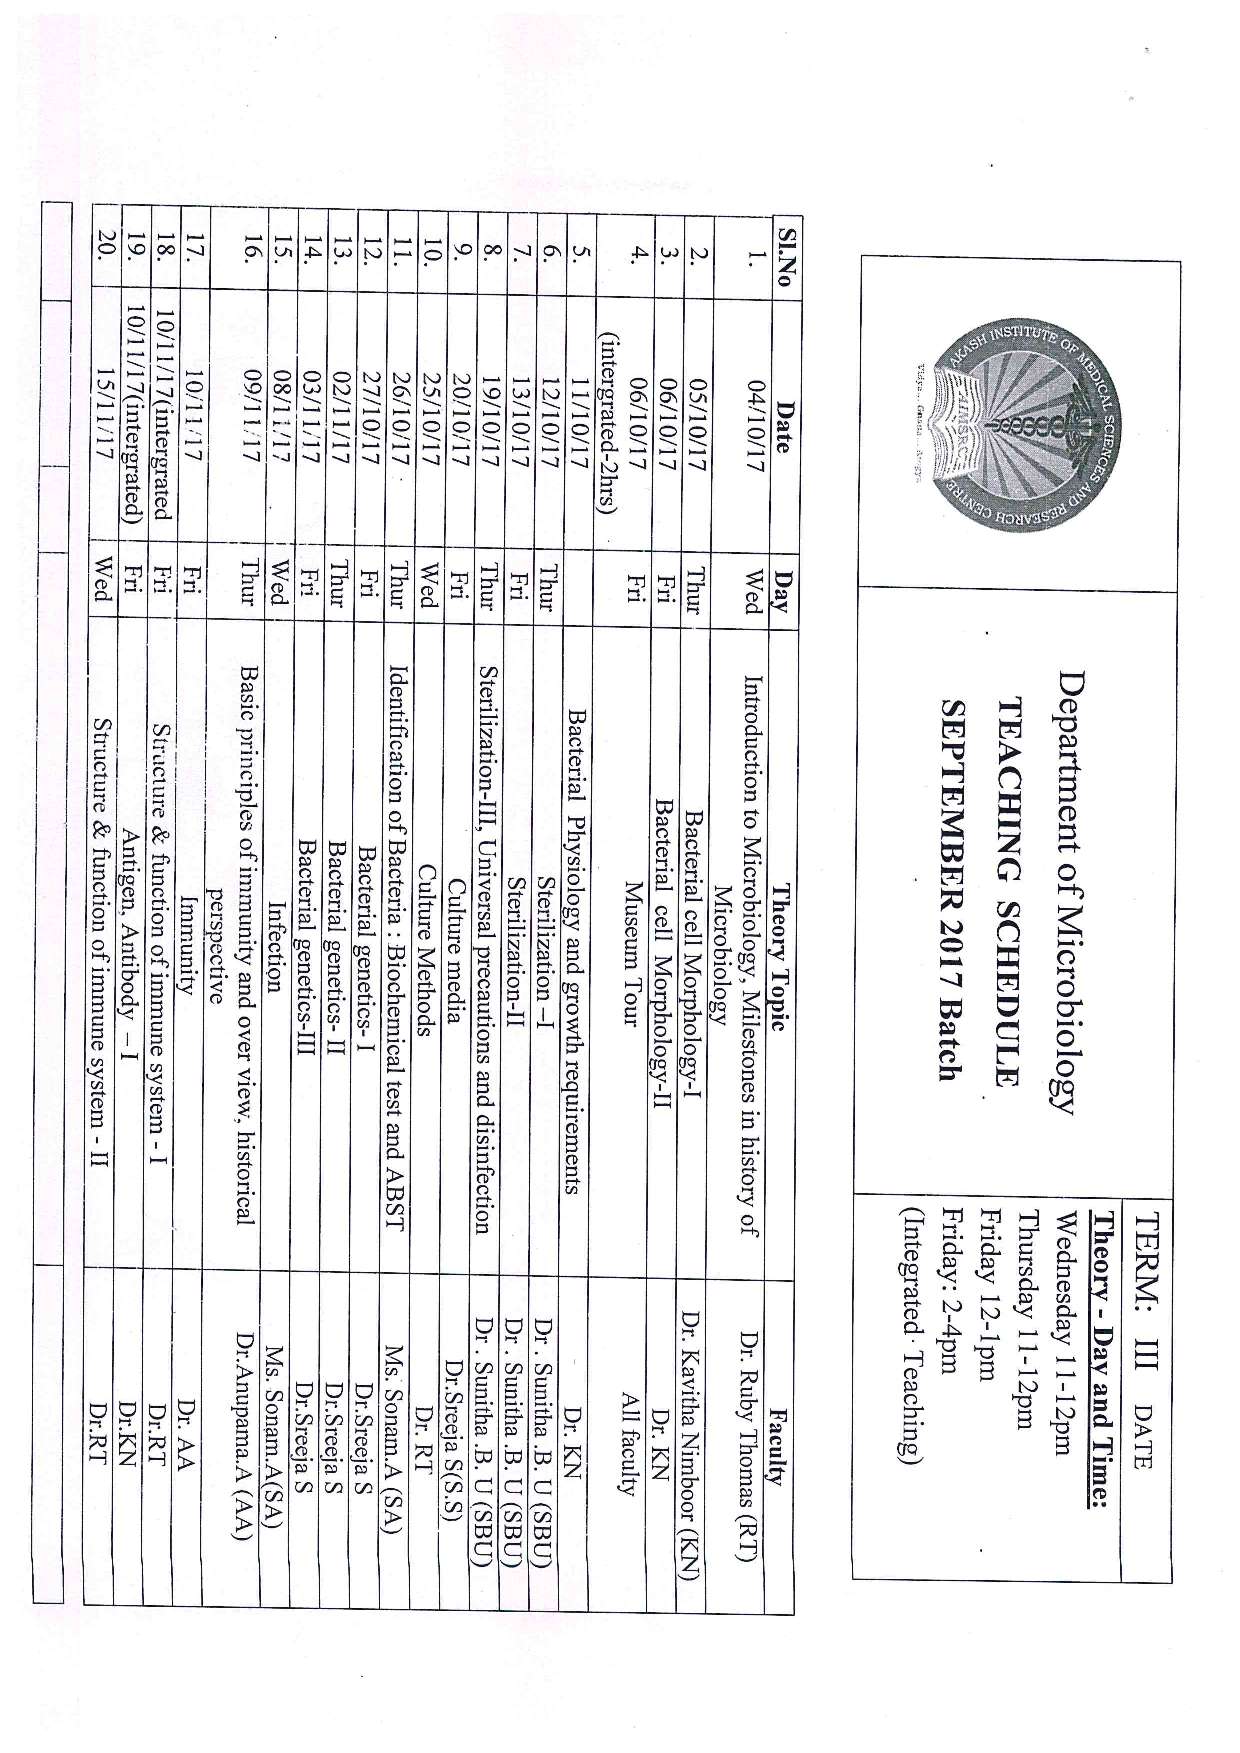 AKASH INSTITUTE OF MEDICAL SCIENCES AND RESEARCH CENTRE
AIMSRC
Department of Microbiology
TEACHING SCHEDULE
SEPTEMBER 2017 Batch
TERM: III DATE
Theory - Day and Time:
Wednesday 11-12pm
Thursday 11-12pm
Friday 12-1pm
Friday: 2-4pm
(Integrated Teaching)
Sl.No Date Day Theory Topic Faculty
1. 04/10/17 Wed Introduction to Microbiology, Milestones in history of Dr. Ruby Thomas (RT)
Microbiology
2. 05/10/17 Thur Bacterial cell Morphology-I Dr. Kavitha Nimboor (KN)
3. 06/10/17 Fri Bacterial cell Morphology-II Dr. KN
4. 06/10/17 Fri Museum Tour All faculty
(intergrated-2hrs)
5. 11/10/17 Bacterial Physiology and growth requirements Dr. KN
6. 12/10/17 Thur Sterilization –I Dr . Sunitha .B. U (SBU)
7. 13/10/17 Fri Sterilization-II Dr . Sunitha .B. U (SBU)
8. 19/10/17 Thur Sterilization-III, Universal precautions and disinfection Dr . Sunitha .B. U (SBU)
9. 20/10/17 Fri Culture media Dr.Sreeja S(S.S)
10. 25/10/17 Wed Culture Methods Dr. RT
11. 26/10/17 Thur Identification of Bacteria : Biochemical test and ABST Ms. Sonam.A (SA)
12. 27/10/17 Fri Bacterial genetics- I Dr.Sreeja S
13. 02/11/17 Thur Bacterial genetics- II Dr.Sreeja S
14. 03/11/17 Fri Bacterial genetics-III Dr.Sreeja S
15. 08/11/17 Wed Infection Ms. Sonam.A(SA)
16. 09/11/17 Thur Basic principles of immunity and over view, historical Dr.Anupama.A (AA)
perspective
17. 10/11/17 Fri Immunity Dr. AA
18. 10/11/17(intergrated Fri Structure & function of immune system - I Dr.RT
19. 10/11/17(intergrated) Fri Antigen, Antibody – I Dr.KN
20. 15/11/17 Wed Structure & function of immune system - II Dr.RT